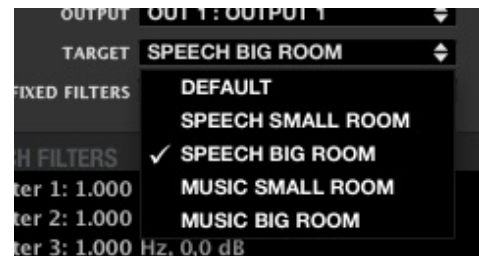 OUTPUT OUT 1 : OUTPUT 1
TARGET SPEECH BIG ROOM
FIXED FILTERS DEFAULT
SPEECH SMALL ROOM
✓ SPEECH BIG ROOM
H FILTERS MUSIC SMALL ROOM
ter 1: 1.000
ter 2: 1.000 MUSIC BIG ROOM
ter 3: 1.000 Hz, 0,0 dB